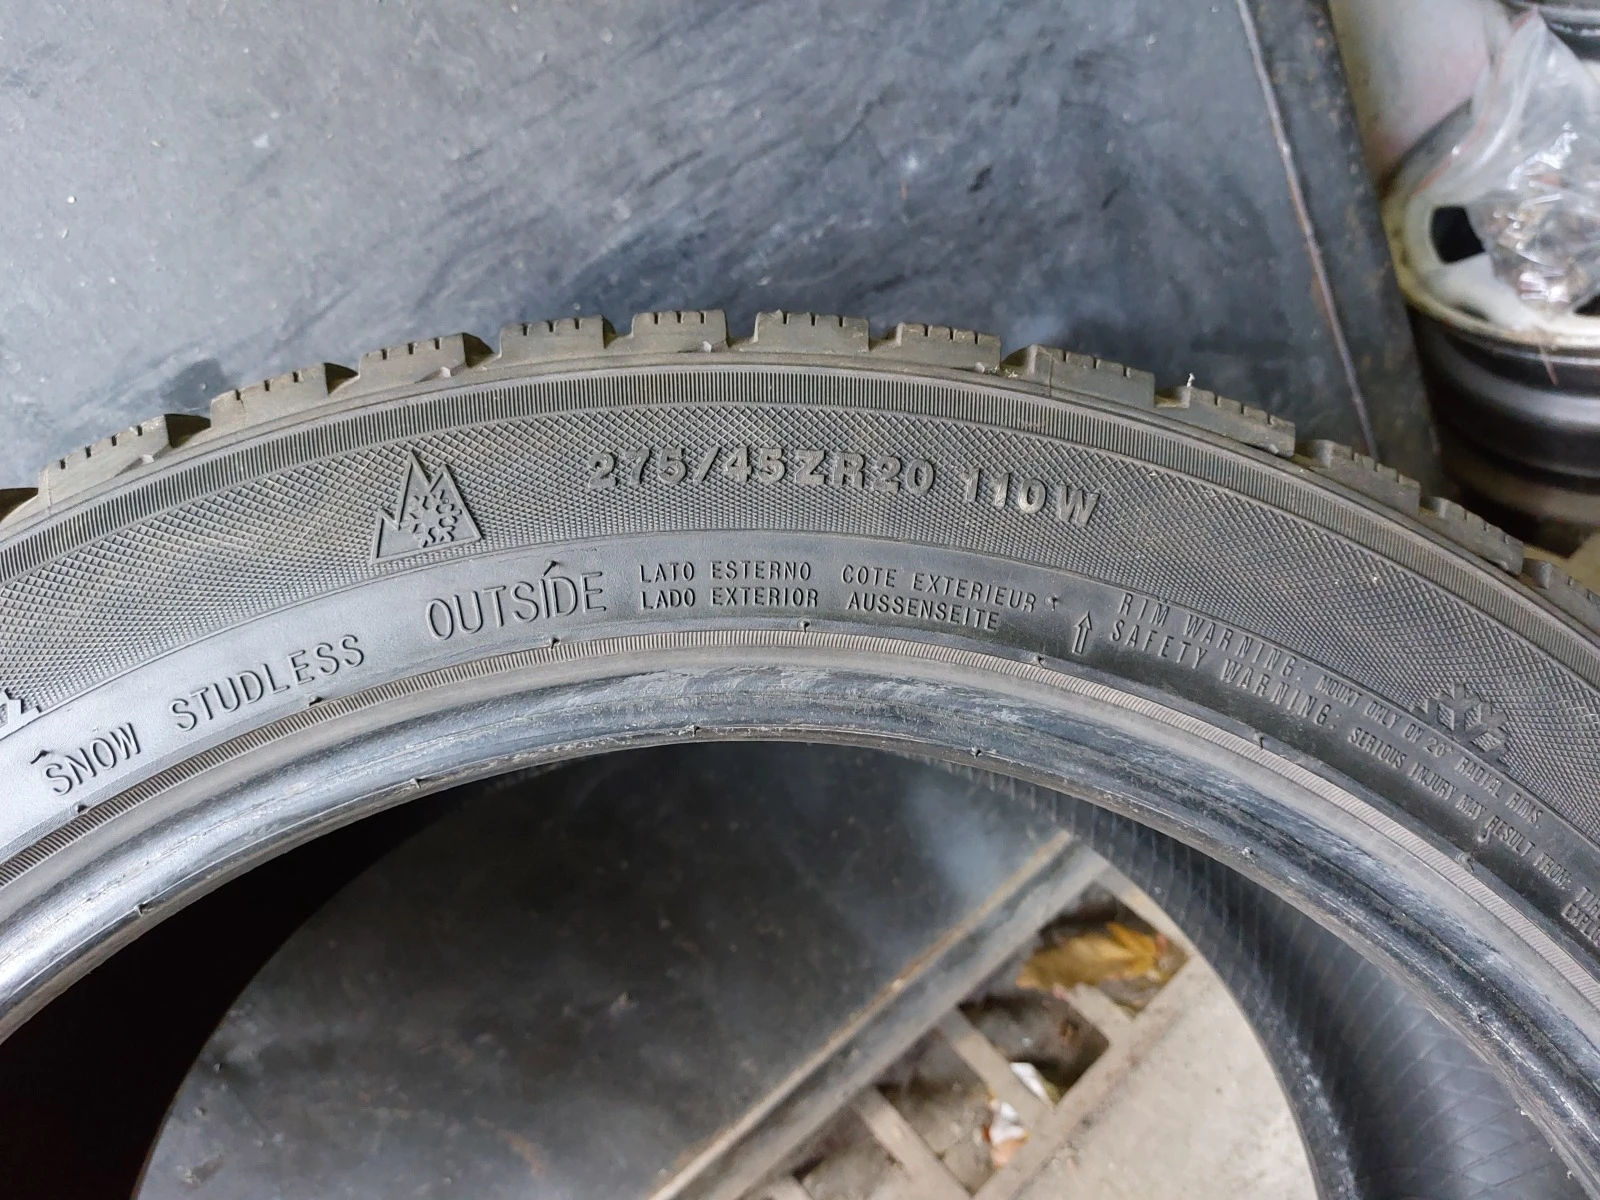 275/45ZR20 110W
SNOW STUDLESS
OUTSIDE
LATO ESTERNO COTE EXTERIEUR
LADO EXTERIOR AUSSENSEITE
RIM WARNING: MOUNT ONLY ON 20" RADIAL RIMS
SAFETY WARNING: SERIOUS INJURY MAY RESULT FROM: